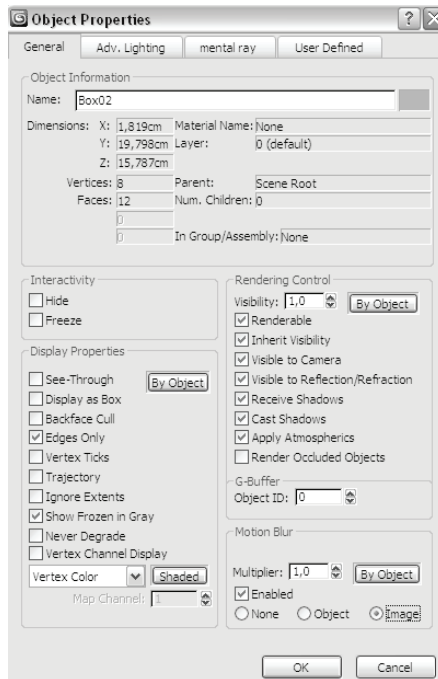 Object Properties
General Adv. Lighting mental ray User Defined
Object Information
Name: Box02
Dimensions: X: 1,819cm Material Name: None
Y: 19,798cm Layer: 0 (default)
Z: 15,787cm
Vertices: 8 Parent: Scene Root
Faces: 12 Num. Children: 0
0
0 In Group/Assembly: None
Interactivity
Hide
Freeze
Display Properties
See-Through By Object
Display as Box
Backface Cull
Edges Only
Vertex Ticks
Trajectory
Ignore Extents
Show Frozen in Gray
Never Degrade
Vertex Channel Display
Vertex Color Shaded
Map Channel: 1
Rendering Control
Visibility: 1,0 By Object
Renderable
Inherit Visibility
Visible to Camera
Visible to Reflection/Refraction
Receive Shadows
Cast Shadows
Apply Atmospherics
Render Occluded Objects
G-Buffer
Object ID: 0
Motion Blur
Multiplier: 1,0 By Object
Enabled
None Object Image
OK Cancel